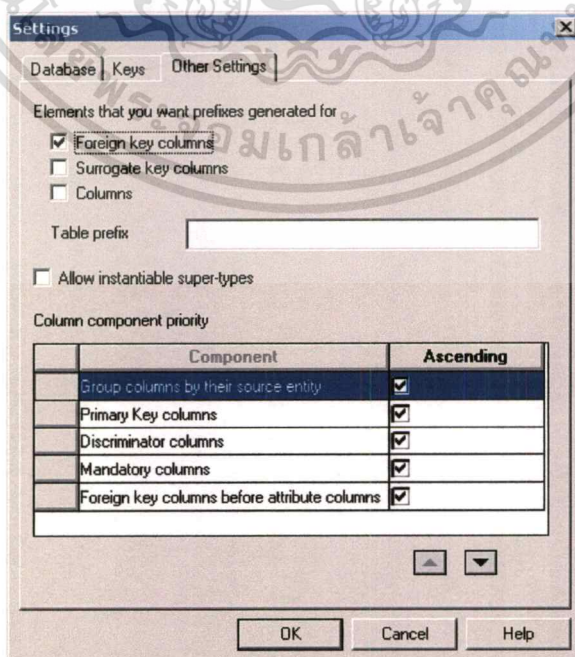 Settings
Database Keys Other Settings
Elements that you want prefixes generated for
Foreign key columns
Surrogate key columns
Columns
Table prefix
Allow instantiable super-types
Column component priority
Component Ascending
Group columns by their source entity
Primary Key columns
Discriminator columns
Mandatory columns
Foreign key columns before attribute columns
OK Cancel Help